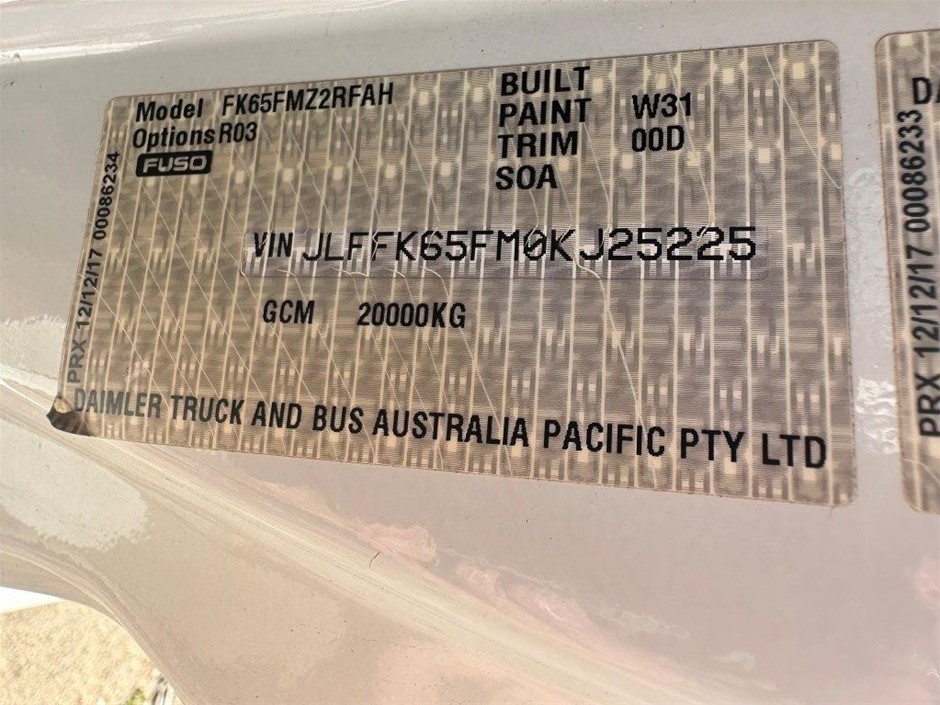 Model FK65FMZ2RFAH
Options R03
FUSO
BUILT
PAINT W31
TRIM 00D
SOA
VIN JLFFK65FM0KJ25225
GCM 20000KG
DAIMLER TRUCK AND BUS AUSTRALIA PACIFIC PTY LTD
PRX 12/12/17 00086234
PRX 12/12/17 00086233